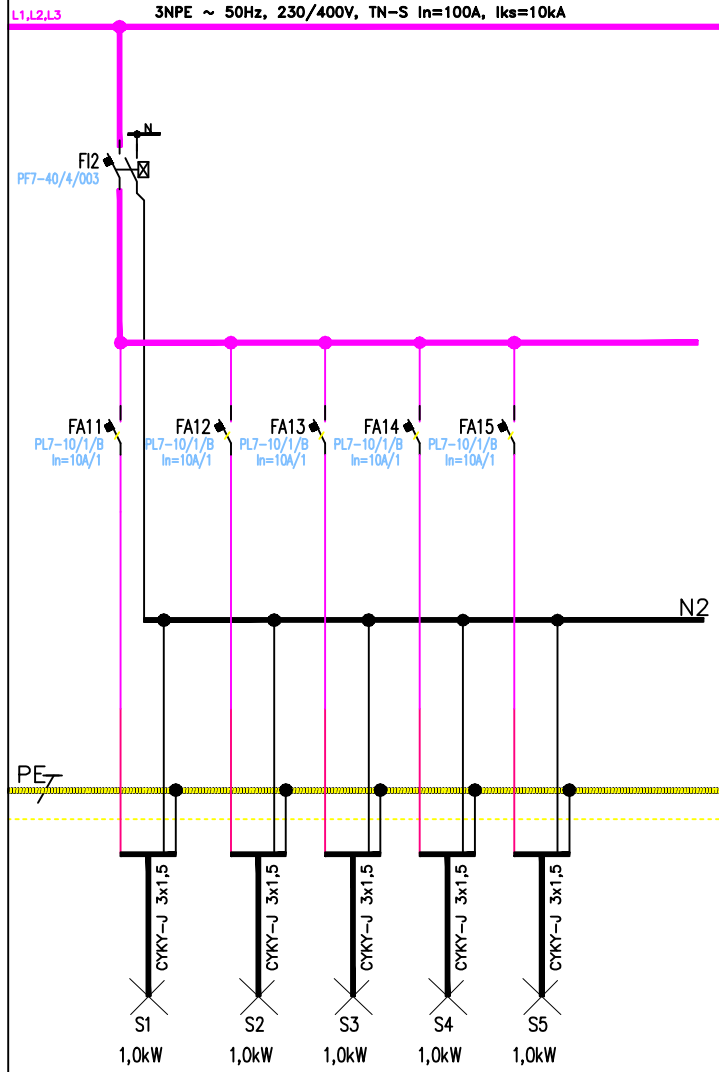 L1,L2,L3
3NPE ~ 50Hz, 230/400V, TN-S In=100A, Iks=10kA
N
FI2
PF7-40/4/003
FA11
PL7-10/1/B
In=10A/1
FA12
PL7-10/1/B
In=10A/1
FA13
PL7-10/1/B
In=10A/1
FA14
PL7-10/1/B
In=10A/1
FA15
PL7-10/1/B
In=10A/1
N2
PE
CYKY-J 3x1,5
CYKY-J 3x1,5
CYKY-J 3x1,5
CYKY-J 3x1,5
CYKY-J 3x1,5
S1
S2
S3
S4
S5
1,0kW
1,0kW
1,0kW
1,0kW
1,0kW